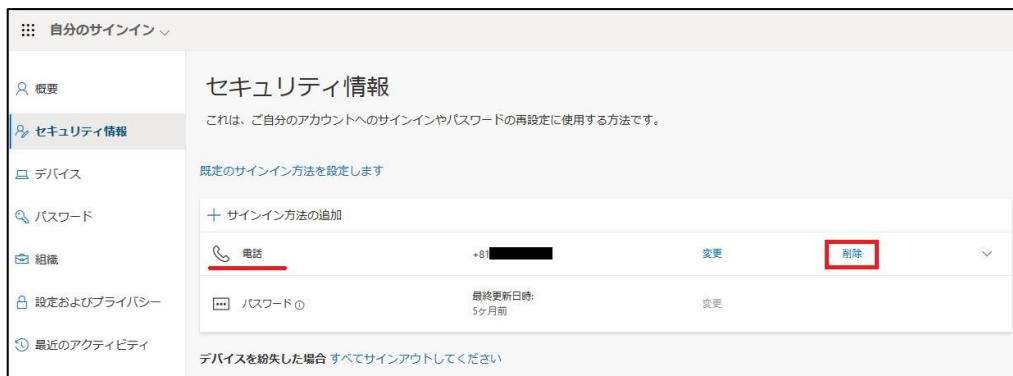 自分のサインイン
概要
セキュリティ情報
デバイス
パスワード
組織
設定およびプライバシー
最近のアクティビティ
セキュリティ情報
これは、ご自分のアカウントへのサインインやパスワードの再設定に使用する方法です。
既定のサインイン方法を設定します
+ サインイン方法の追加
電話 +81 変更 削除
パスワード 最終更新日時: 変更
5ヶ月前
デバイスを紛失した場合 すべてサインアウトしてください